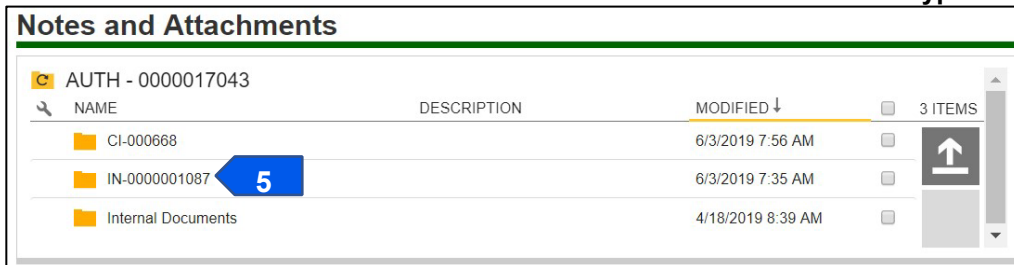 Notes and Attachments
AUTH - 0000017043
NAME DESCRIPTION MODIFIED↓ 3 ITEMS
CI-000668 6/3/2019 7:56 AM
IN-0000001087 5 6/3/2019 7:35 AM
Internal Documents 4/18/2019 8:39 AM